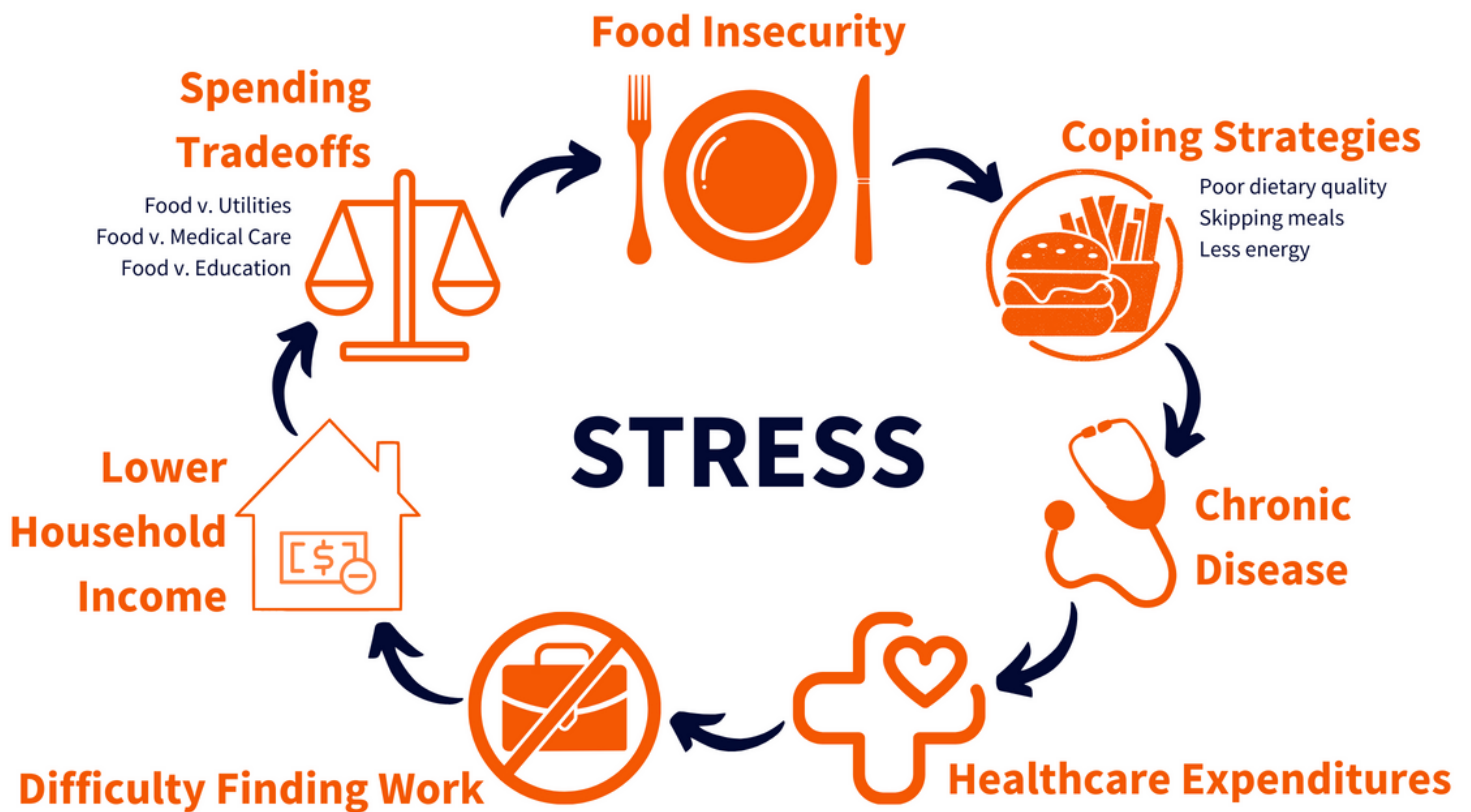 Food Insecurity
Coping Strategies
Poor dietary quality
Skipping meals
Less energy
Chronic
Disease
Healthcare Expenditures
Difficulty Finding Work
Lower
Household
Income
$
Spending
Tradeoffs
Food v. Utilities
Food v. Medical Care
Food v. Education
STRESS